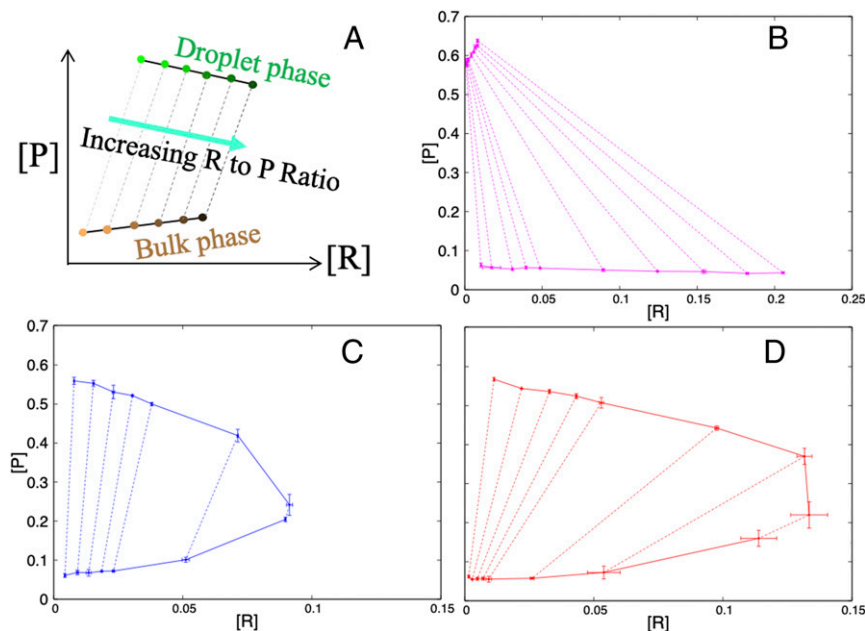 A
Droplet phase
[P]
Increasing R to P Ratio
Bulk phase
[R]
B
0.7
0.6
0.5
0.4
[P]
0.3
0.2
0.1
0
0 0.05 0.1 0.15 0.2 0.25
[R]
C
0.7
0.6
0.5
0.4
[P]
0.3
0.2
0.1
0
0 0.05 0.1 0.15
[R]
D
0 0.05 0.1 0.15
[R]